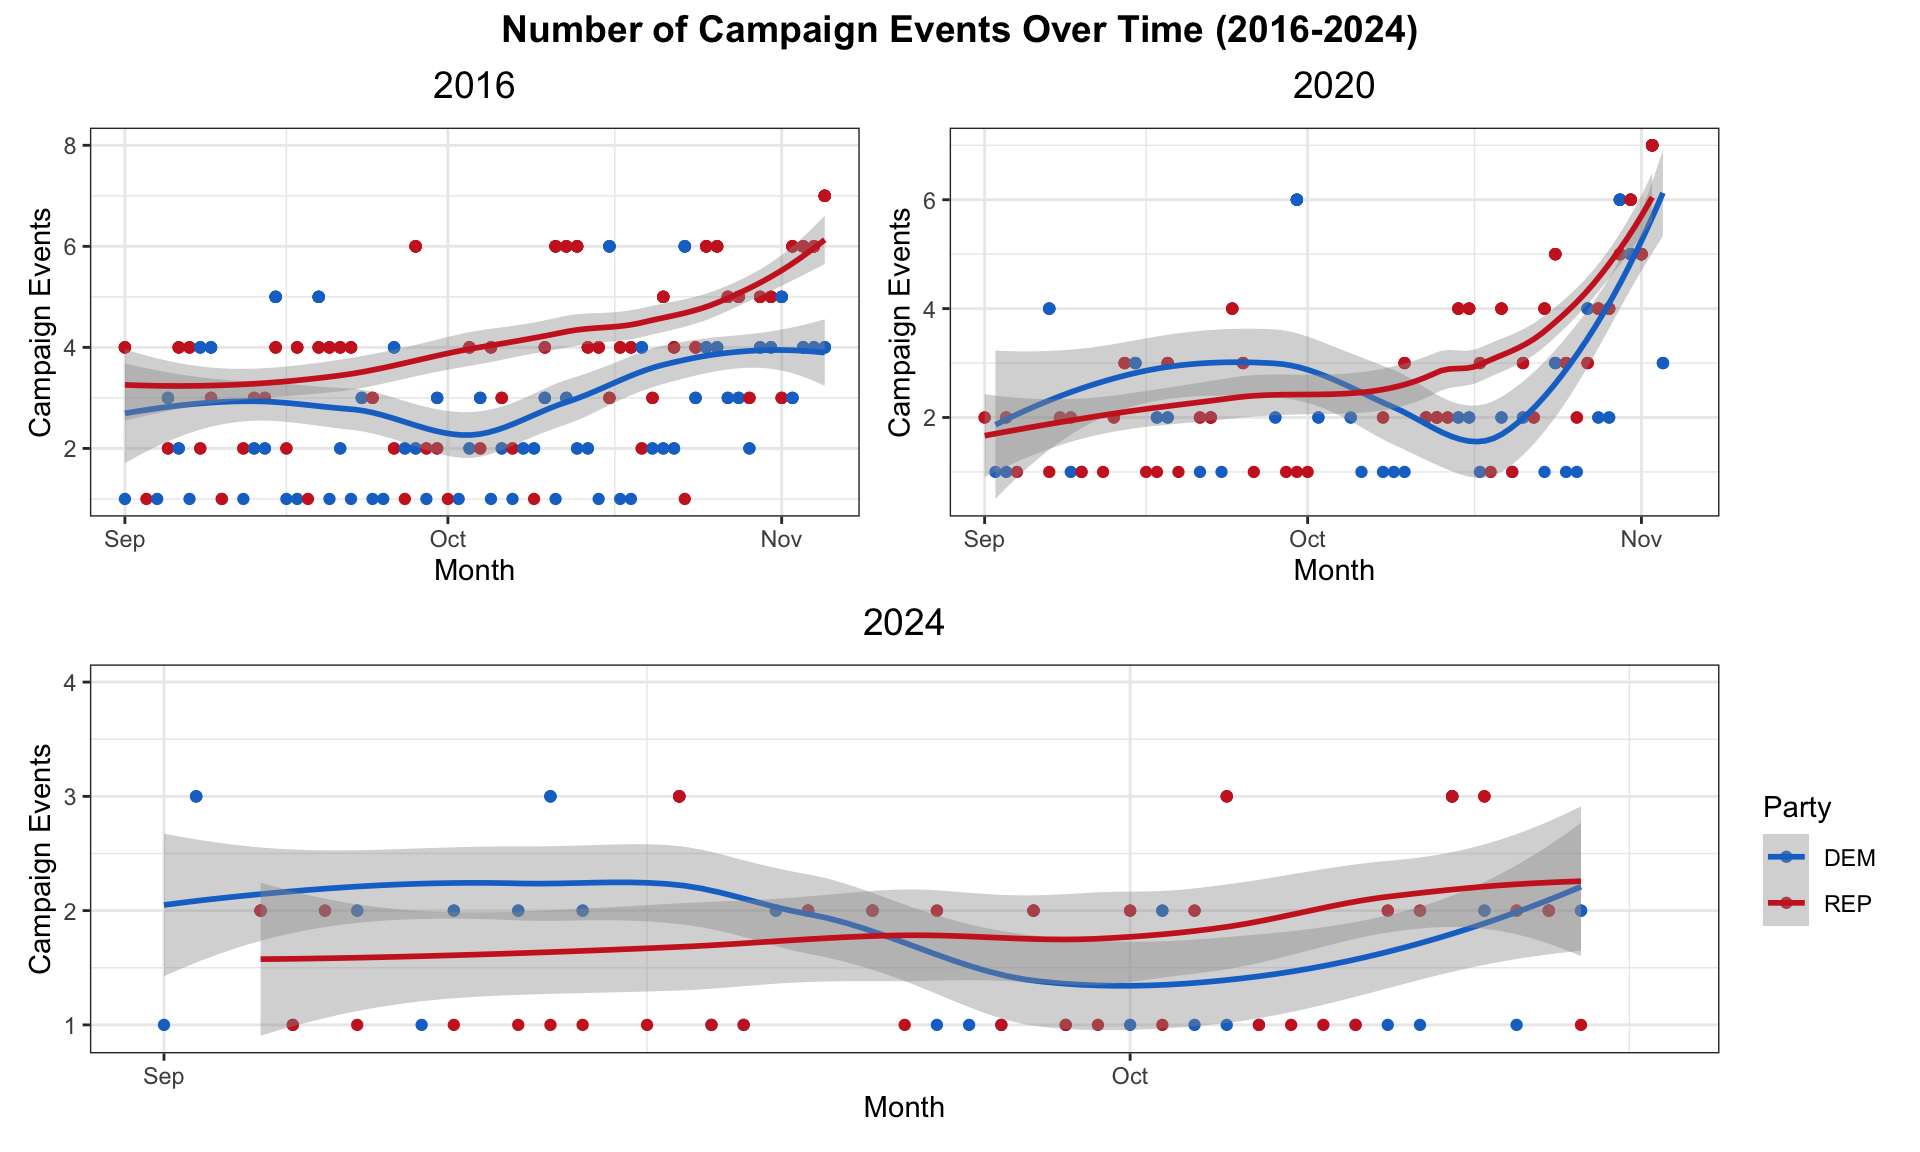 Number of Campaign Events Over Time (2016-2024)
2016
8
6
4
2
Campaign Events
Sep
Oct
Nov
Month
2020
6
4
2
Campaign Events
Sep
Oct
Nov
Month
2024
4
3
2
1
Campaign Events
Sep
Oct
Month
Party
DEM
REP